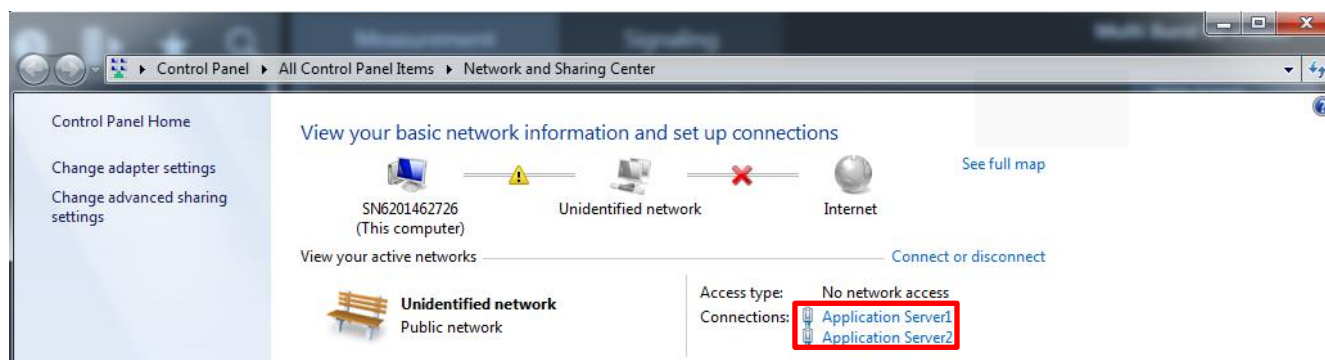 Measurement
Signaling
Control Panel
All Control Panel Items
Network and Sharing Center
Control Panel Home
Change adapter settings
Change advanced sharing
settings
View your basic network information and set up connections
See full map
SN6201462726
(This computer)
Unidentified network
Internet
View your active networks
Connect or disconnect
Unidentified network
Public network
Access type:
No network access
Connections:
Application Server1
Application Server2